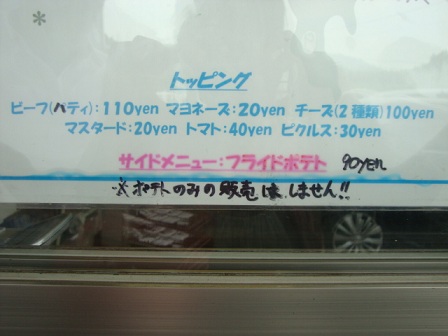 トッピング
ビーフ(パティ):110yen マヨネーズ:20yen チーズ(2種類)100yen
マスタード:20yen トマト:40yen ピクルス:30yen
サイドメニュー:フライドポテト 90yen
※ポテトのみの販売は しません!!